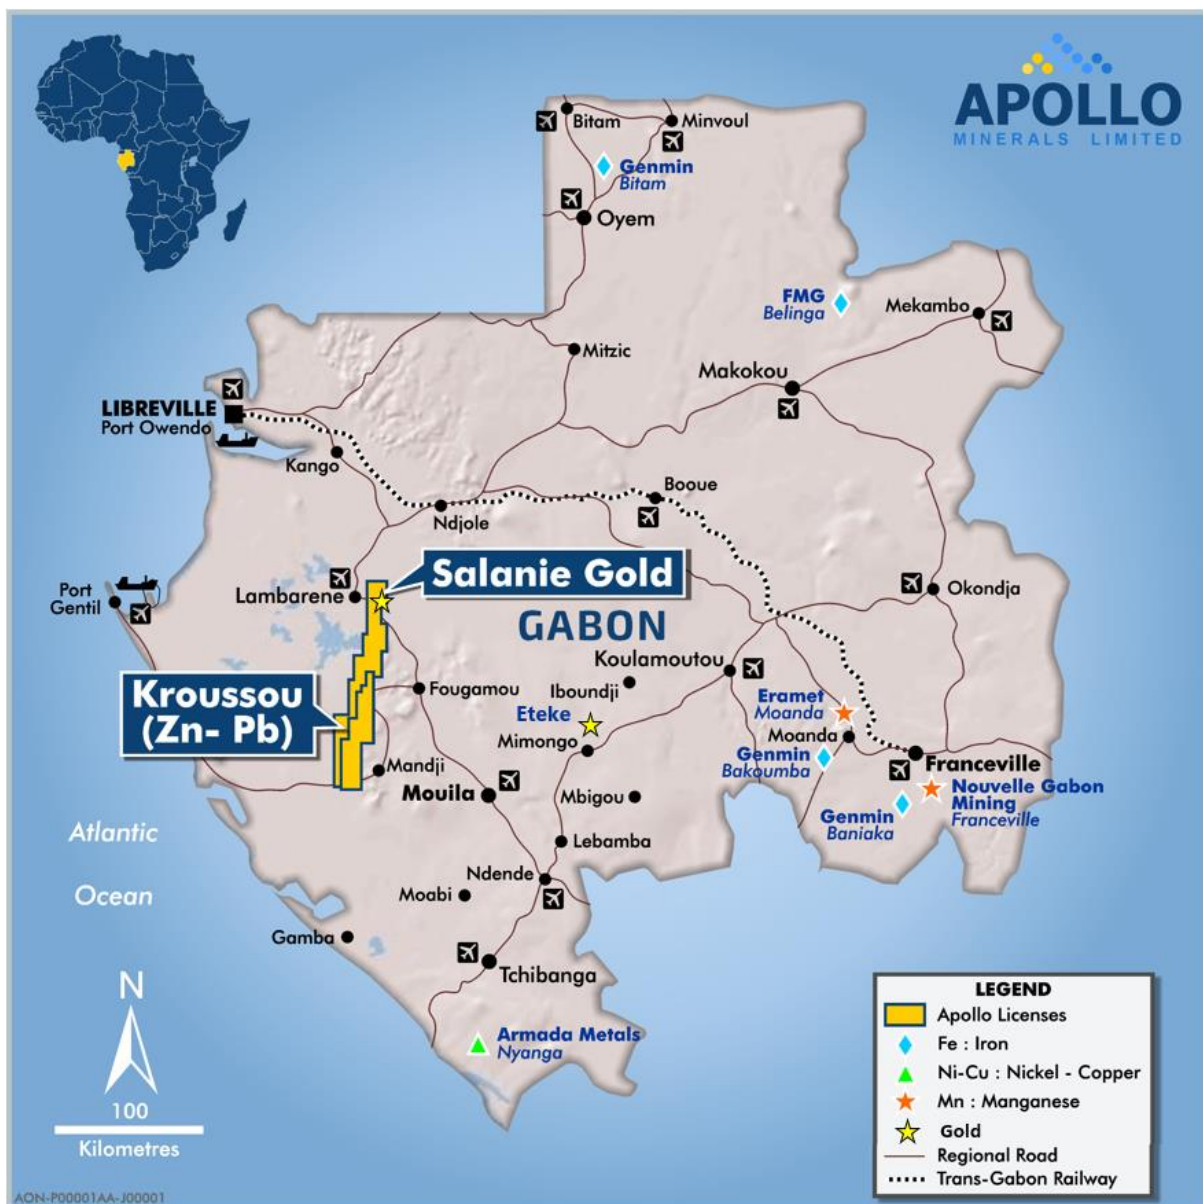 APOLLO
MINERALS LIMITED
Bitam
Minvoul
Genmin
Bitam
Oyem
FMG
Belinga
Mekambo
Mitzic
Makokou
LIBREVILLE
Port Owendo
Kango
Booue
Ndjole
Salanie Gold
Port
Gentil
Lambarene
Okondja
GABON
Koulamoutou
Kroussou
(Zn- Pb)
Fougamou
Iboundji
Eteke
Eramet
Moanda
Mimongo
Moanda
Genmin
Bakoumba
Franceville
Mandji
Mouila
Mbigou
Nouvelle Gabon
Mining
Franceville
Genmin
Baniaka
Atlantic
Ocean
Lebamba
Ndende
Moabi
Gamba
Tchibanga
N
100
Kilometres
Armada Metals
Nyanga
LEGEND
Apollo Licenses
Fe : Iron
Ni-Cu : Nickel - Copper
Mn : Manganese
Gold
Regional Road
Trans-Gabon Railway
AON-P00001AA-J00001